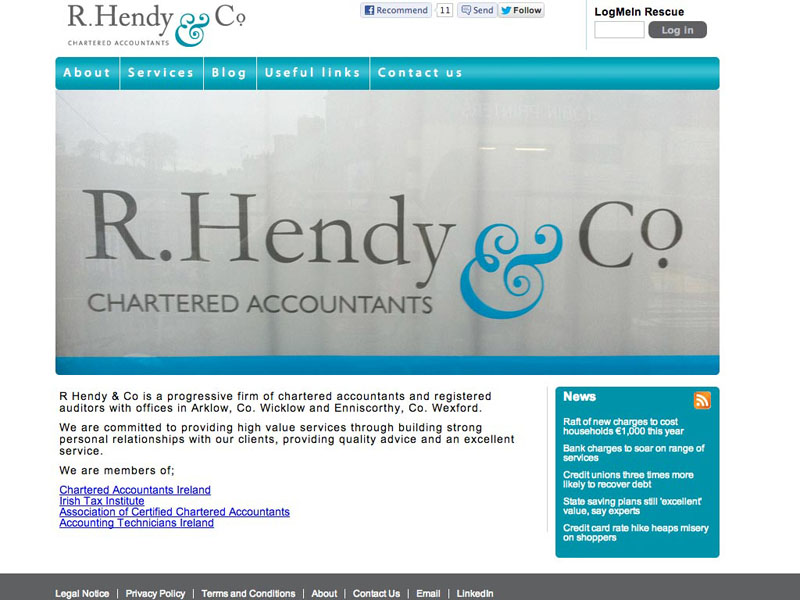 R.Hendy & Co
CHARTERED ACCOUNTANTS
Recommend
11
Send
Follow
LogMeIn Rescue
Log In
About
Services
Blog
Useful links
Contact us
R.Hendy & Co
CHARTERED ACCOUNTANTS
R Hendy & Co is a progressive firm of chartered accountants and registered
auditors with offices in Arklow, Co. Wicklow and Enniscorthy, Co. Wexford.
We are committed to providing high value services through building strong
personal relationships with our clients, providing quality advice and an excellent
service.
We are members of;
Chartered Accountants Ireland
Irish Tax Institute
Association of Certified Chartered Accountants
Accounting Technicians Ireland
News
Raft of new charges to cost
households €1,000 this year
Bank charges to soar on range of
services
Credit unions three times more
likely to recover debt
State saving plans still 'excellent'
value, say experts
Credit card rate hike heaps misery
on shoppers
Legal Notice | Privacy Policy | Terms and Conditions | About | Contact Us | Email | LinkedIn